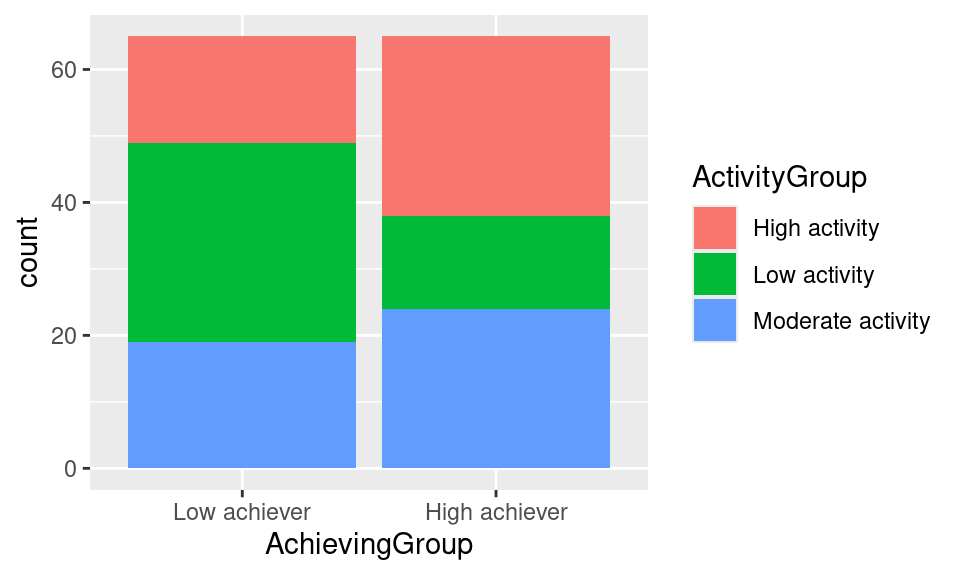 60
40
20
0
count
Low achiever
High achiever
AchievingGroup
ActivityGroup
High activity
Low activity
Moderate activity